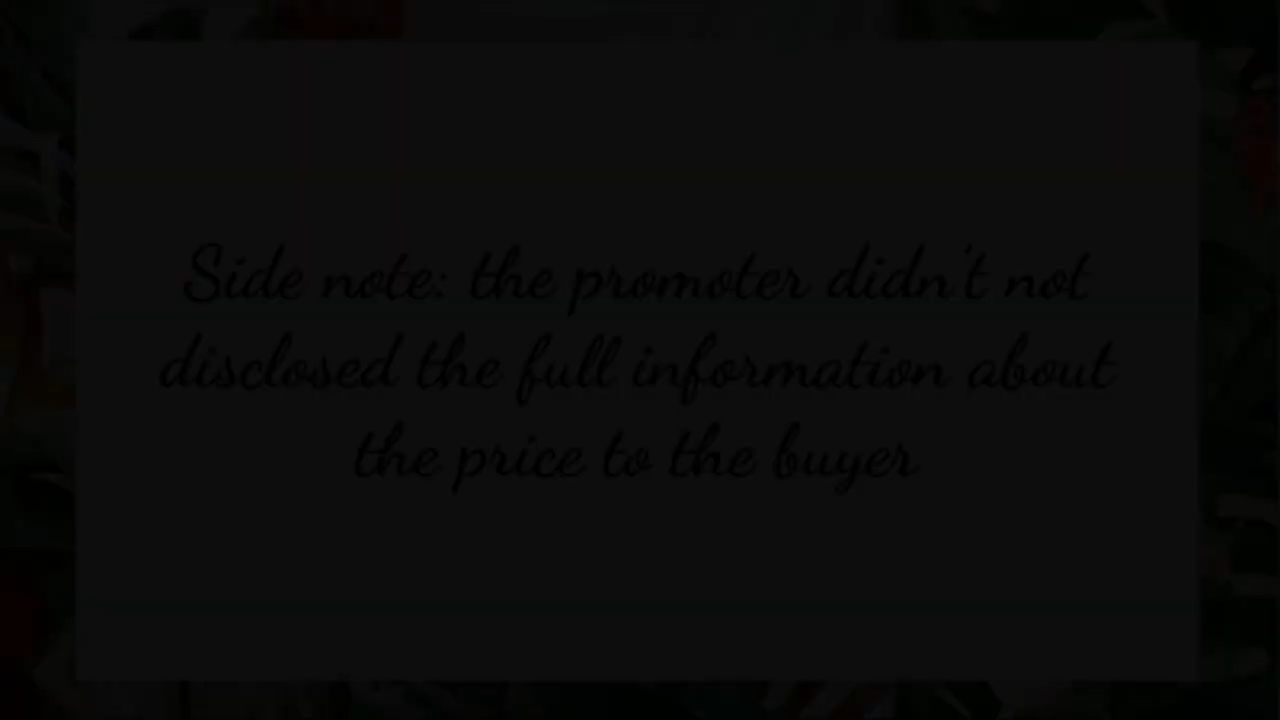 Side note: the promoter didn't not
disclosed the full information about
the price to the buyer